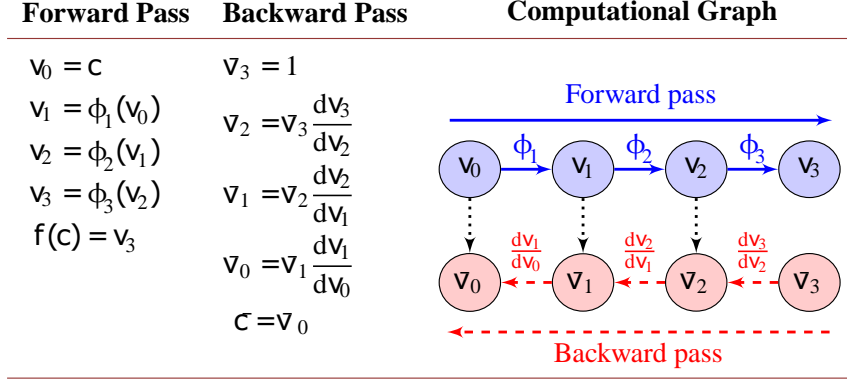 Forward Pass
v₀ = c
v₁ = ϕ₁(v₀)
v₂ = ϕ₂(v₁)
v₃ = ϕ₃(v₂)
f(c) = v₃
Backward Pass
v̄₃ = 1
v̄₂ = v̄₃ dv₃/dv₂
v̄₁ = v̄₂ dv₂/dv₁
v̄₀ = v̄₁ dv₁/dv₀
c̄ = v̄₀
Computational Graph
Forward pass
v₀ ϕ₁ v₁ ϕ₂ v₂ ϕ₃ v₃
dv₁/dv₀ dv₂/dv₁ dv₃/dv₂
v̄₀ v̄₁ v̄₂ v̄₃
Backward pass